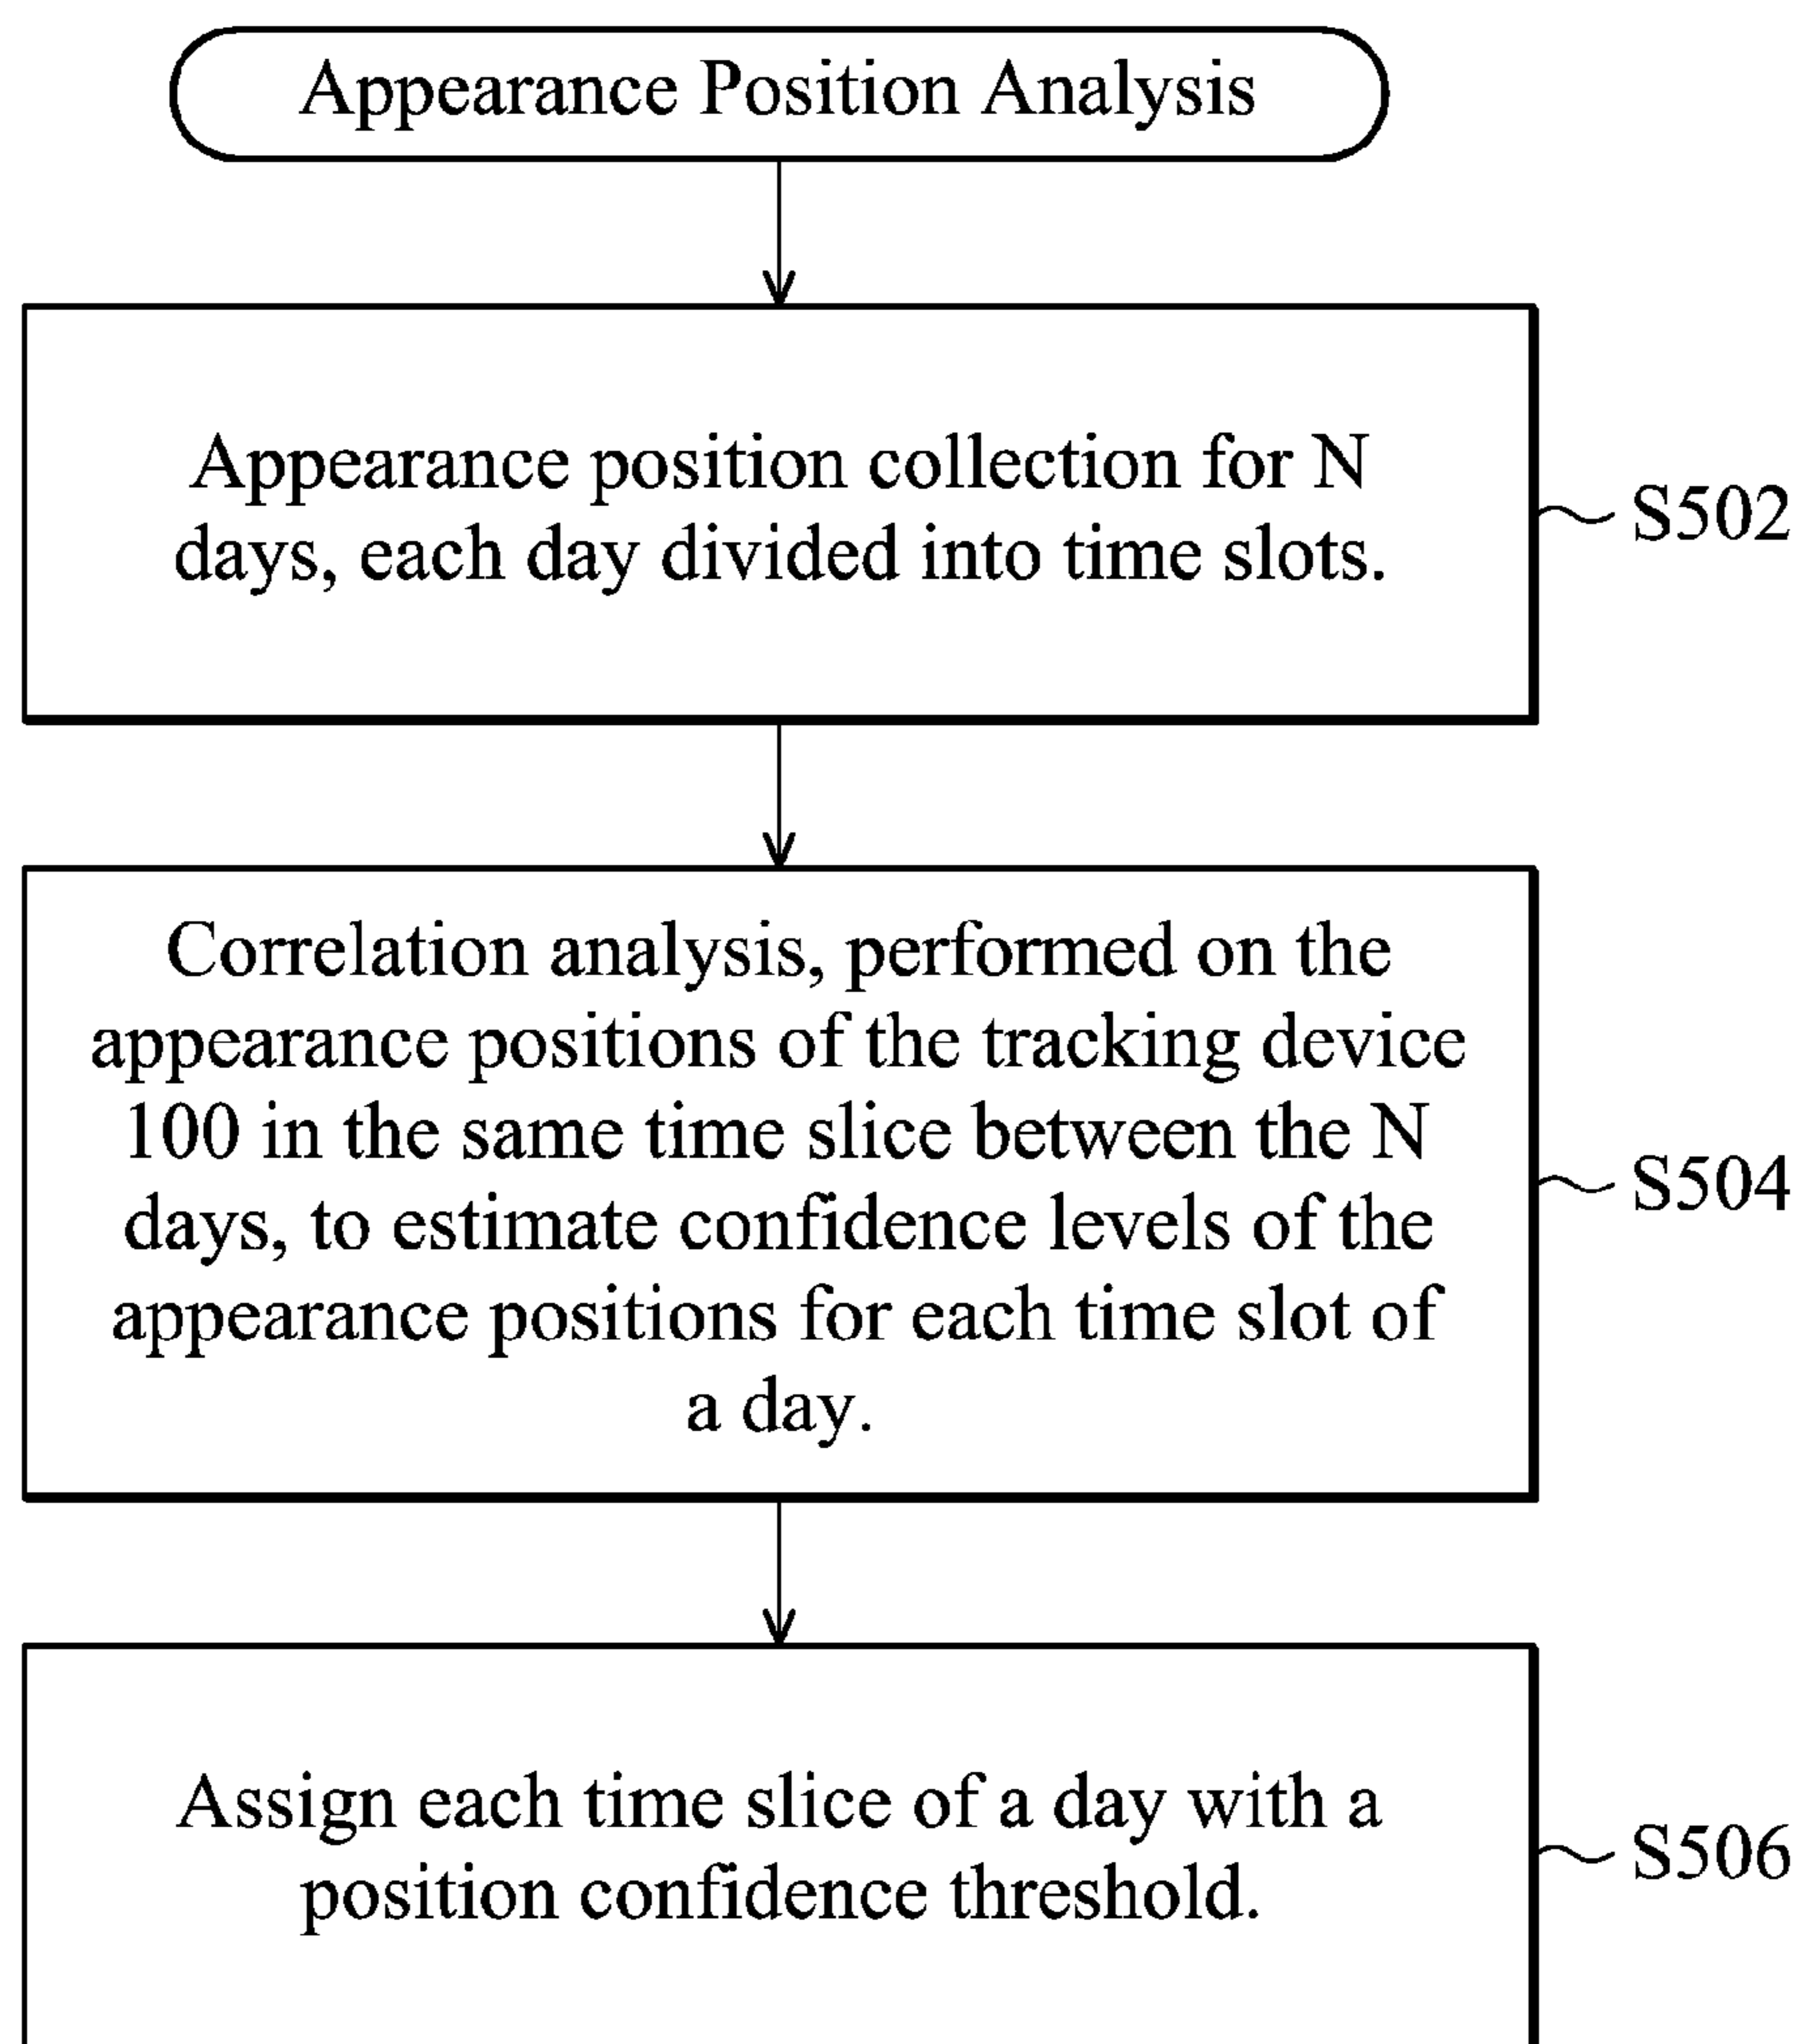 Appearance Position Analysis
Appearance position collection for N
days, each day divided into time slots.
S502
Correlation analysis, performed on the
appearance positions of the tracking device
100 in the same time slice between the N
days, to estimate confidence levels of the
appearance positions for each time slot of
a day.
S504
Assign each time slice of a day with a
position confidence threshold.
S506